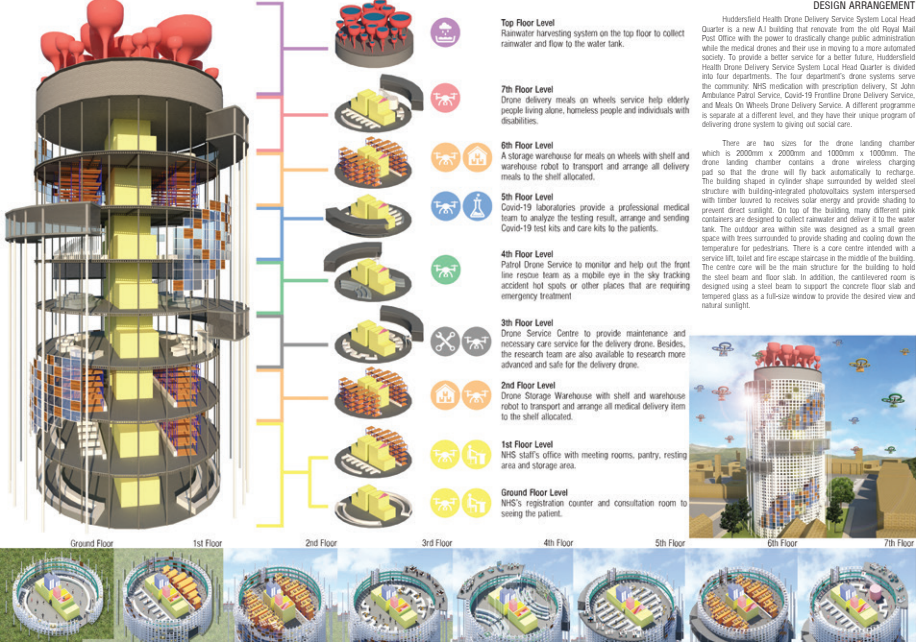 DESIGN ARRANGEMENT
Huddersfield Health Drone Delivery Service System Local Head
Quarter is a new A.I building that renovate from the old Royal Mail
Post Office with the power to drastically change public administration
while the medical drones and their use in moving to a more automated
society. To provide a better service for a better future, Huddersfield
Health Drone Delivery Service System Local Head Quarter is divided
into four departments. The four department's drone systems serve
the community: NHS medication with prescription delivery, St John
Ambulance Patrol Service, Covid-19 Frontline Drone Delivery Service,
and Meals On Wheels Drone Delivery Service. A different programme
is separate at a different level, and they have their unique program of
delivering drone system to giving out social care.
There are two sizes for the drone landing chamber
which is 2000mm x 2000mm and 1000mm x 1000mm. The
drone landing chamber contains a drone wireless charging
pad so that the drone will fly back automatically to recharge.
The building shaped in cylinder shape surrounded by welded steel
structure with building-integrated photovoltaics system interspersed
with timber louvred to receives solar energy and provide shading to
prevent direct sunlight. On top of the building, many different pink
containers are designed to collect rainwater and deliver it to the water
tank. The outdoor area within site was designed as a small green
space with trees surrounded to provide shading and cooling down the
temperature for pedestrians. There is a core centre intended with a
service lift, toilet and fire escape staircase in the middle of the building.
The centre core will be the main structure for the building to hold
the steel beam and floor slab. In addition, the cantilevered room is
designed using a steel beam to support the concrete floor slab and
tempered glass as a full-size window to provide the desired view and
natural sunlight.
Top Floor Level
Rainwater harvesting system on the top floor to collect
rainwater and flow to the water tank.
7th Floor Level
Drone delivery meals on wheels service help elderly
people living alone, homeless people and individuals with
disabilities.
6th Floor Level
A storage warehouse for meals on wheels with shelf and
warehouse robot to transport and arrange all delivery
meals to the shelf allocated.
5th Floor Level
Covid-19 laboratories provide a professional medical
team to analyze the testing result, arrange and sending
Covid-19 test kits and care kits to the patients.
4th Floor Level
Patrol Drone Service to monitor and help out the front
line rescue team as a mobile eye in the sky tracking
accident hot spots or other places that are requiring
emergency treatment
3th Floor Level
Drone Service Centre to provide maintenance and
necessary care service for the delivery drone. Besides,
the research team are also available to research more
advanced and safe for the delivery drone.
2nd Floor Level
Drone Storage Warehouse with shelf and warehouse
robot to transport and arrange all medical delivery item
to the shelf allocated.
1st Floor Level
NHS staff's office with meeting rooms, pantry, resting
area and storage area.
Ground Floor Level
NHS's registration counter and consultation room to
seeing the patient.
Ground Floor
1st Floor
2nd Floor
3rd Floor
4th Floor
5th Floor
6th Floor
7th Floor